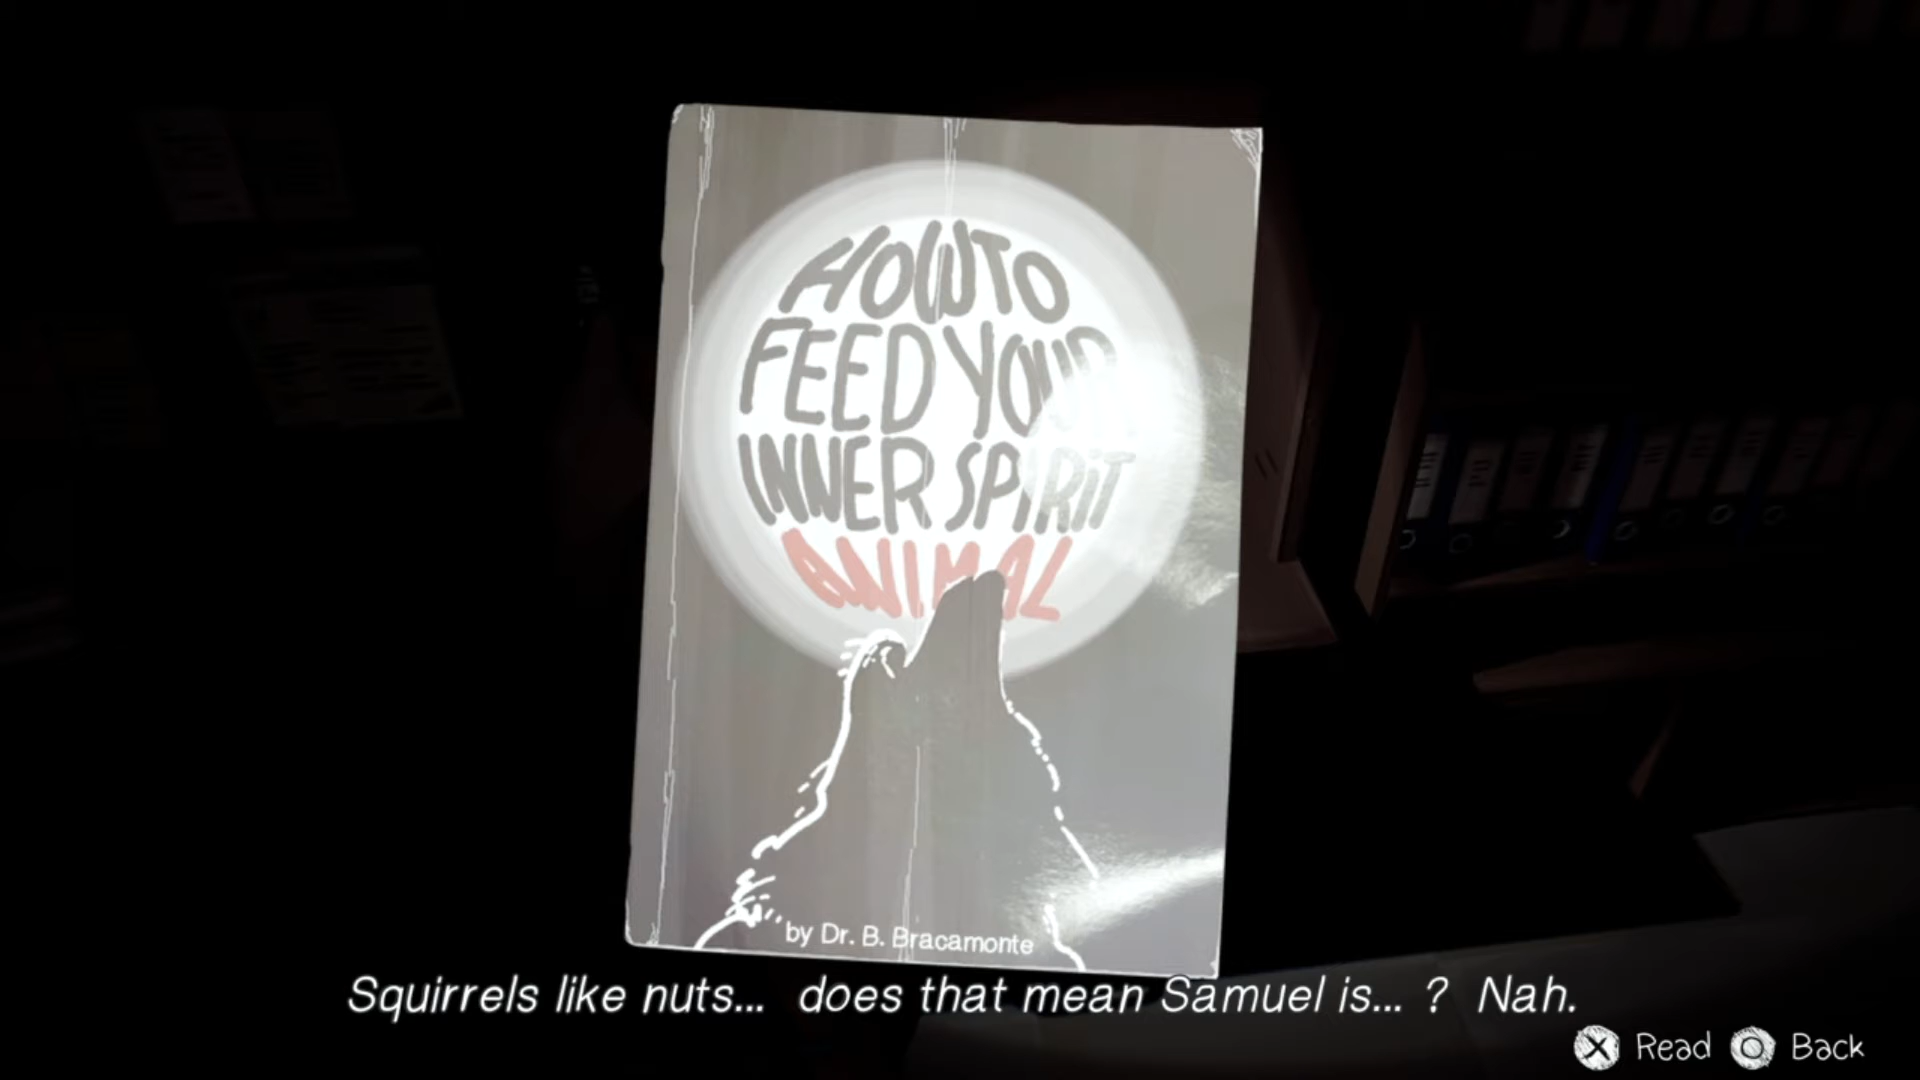 HOW TO
FEED YOUR
INNER SPIRIT
ANIMAL
by Dr. B. Bracamonte
Squirrels like nuts... does that mean Samuel is... ? Nah.
X Read O Back